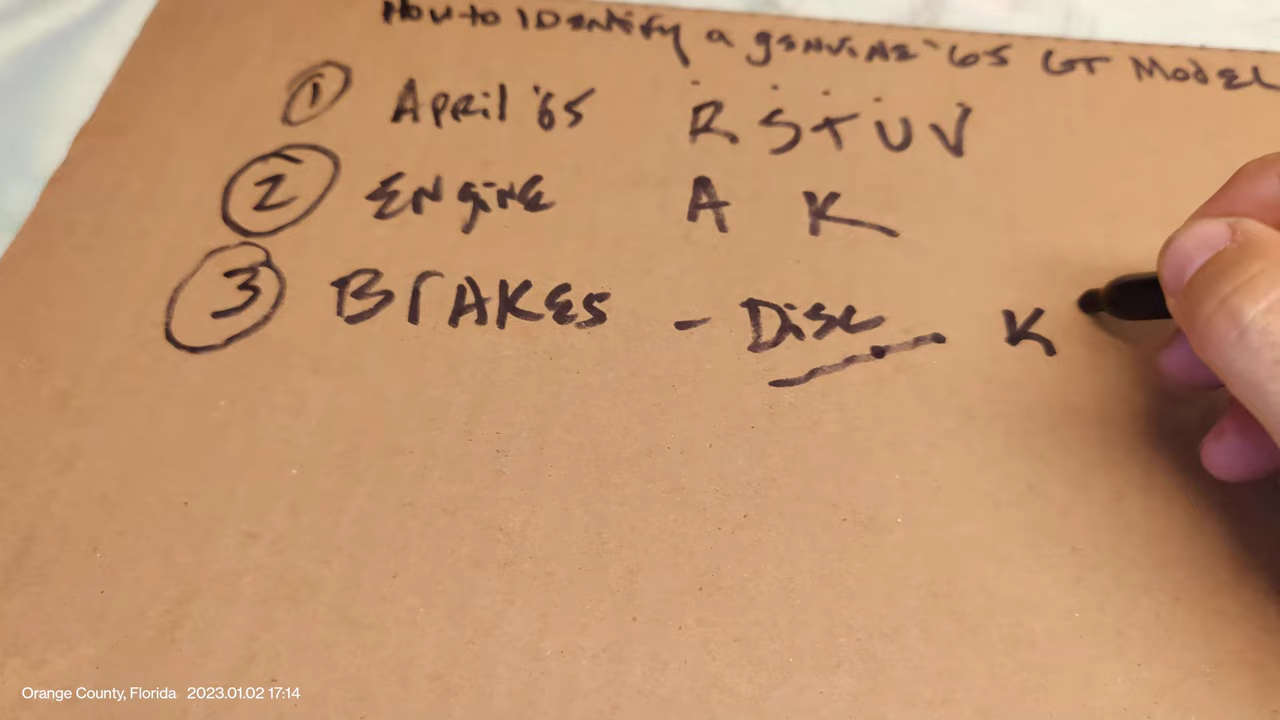 How to IDentify a genuine '65 GT Model
1 April '65 R S T U V
2 Engine A K
3 BrAKes - Disc K
Orange County, Florida 2023.01.02 17:14